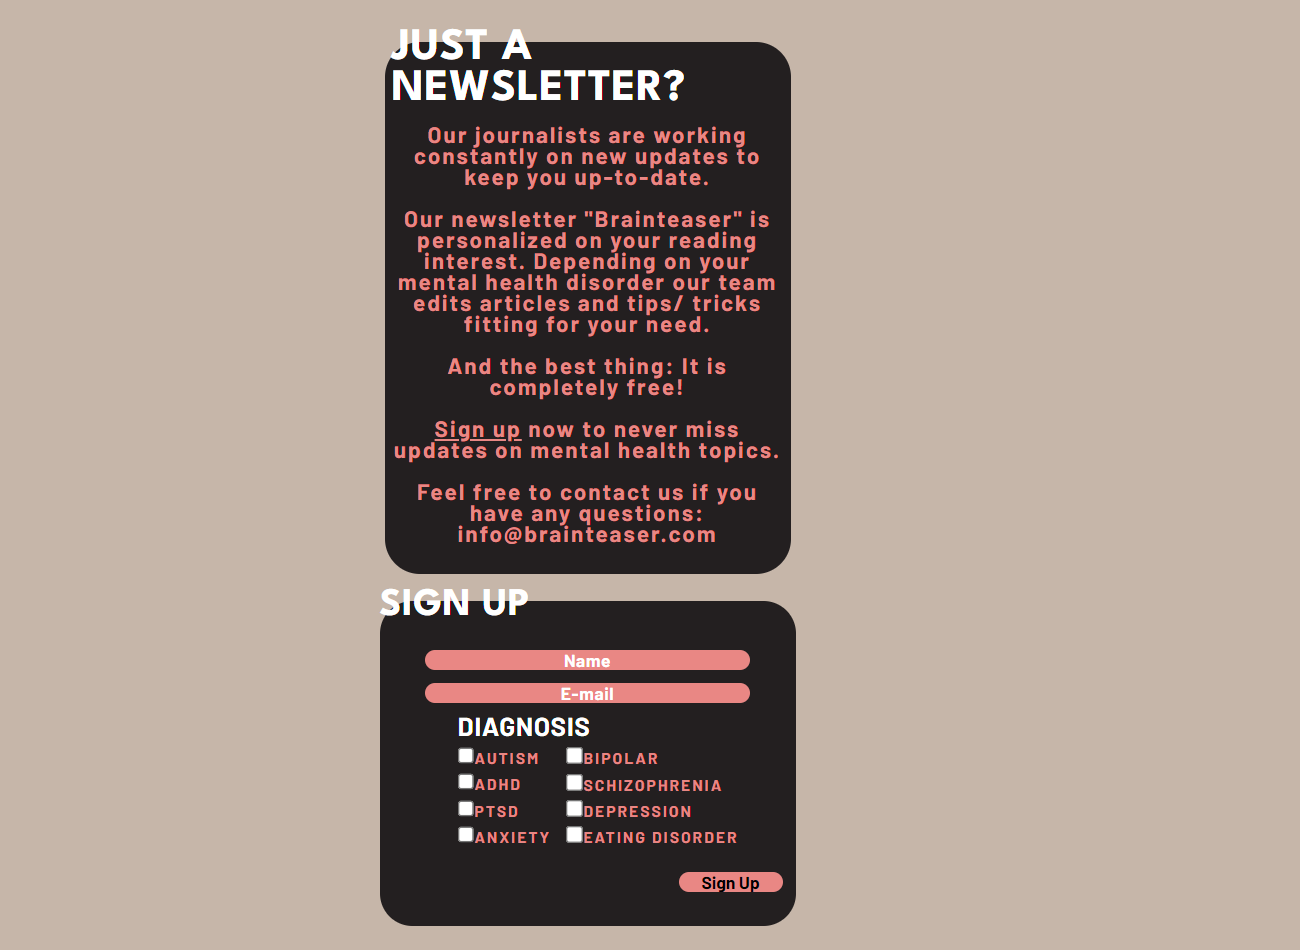 JUST A
NEWSLETTER?
Our journalists are working
constantly on new updates to
keep you up-to-date.
Our newsletter "Brainteaser" is
personalized on your reading
interest. Depending on your
mental health disorder our team
edits articles and tips/ tricks
fitting for your need.
And the best thing: It is
completely free!
Sign up now to never miss
updates on mental health topics.
Feel free to contact us if you
have any questions:
info@brainteaser.com
SIGN UP
Name
E-mail
DIAGNOSIS
AUTISM BIPOLAR
ADHD SCHIZOPHRENIA
PTSD DEPRESSION
ANXIETY EATING DISORDER
Sign Up